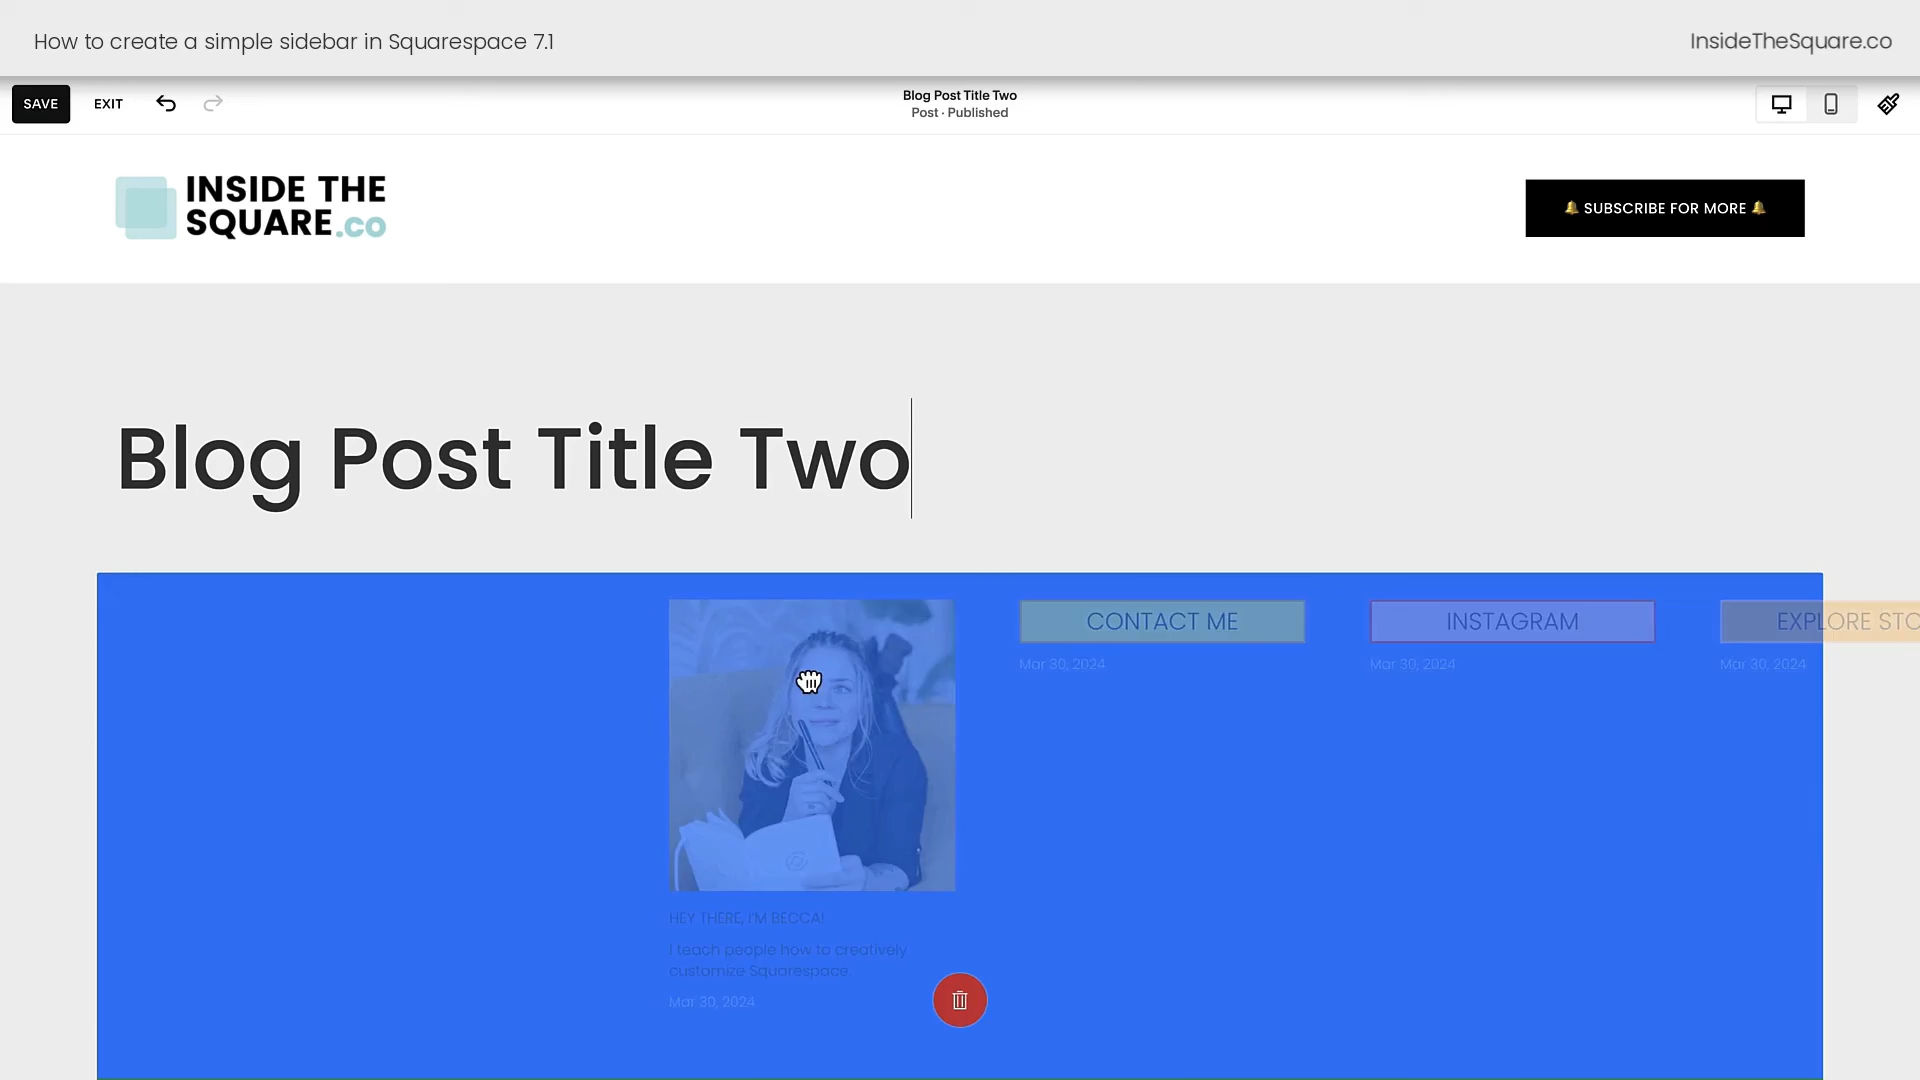 How to create a simple sidebar in Squarespace 7.1
InsideTheSquare.co
SAVE
EXIT
Blog Post Title Two
Post · Published
INSIDE THE
SQUARE.co
🔔 SUBSCRIBE FOR MORE 🔔
Blog Post Title Two
CONTACT ME
INSTAGRAM
EXPLORE STO
Mar 30, 2024
Mar 30, 2024
Mar 30, 2024
HEY THERE, I'M BECCA!
I teach people how to creatively
customize Squarespace.
Mar 30, 2024